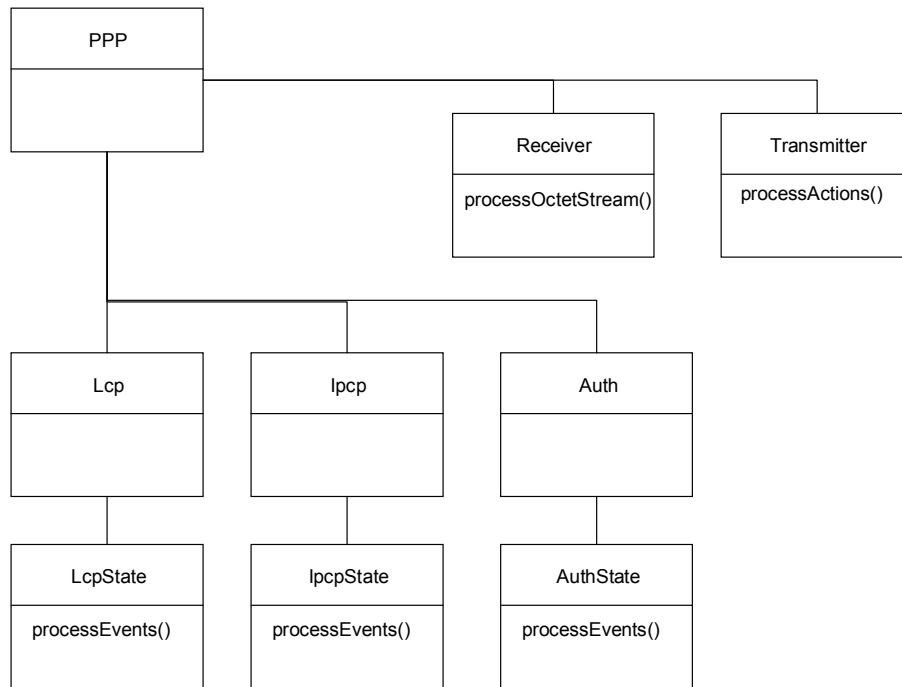 PPP
Receiver
Transmitter
processOctetStream()
processActions()
Lcp
Ipcp
Auth
LcpState
IpcpState
AuthState
processEvents()
processEvents()
processEvents()